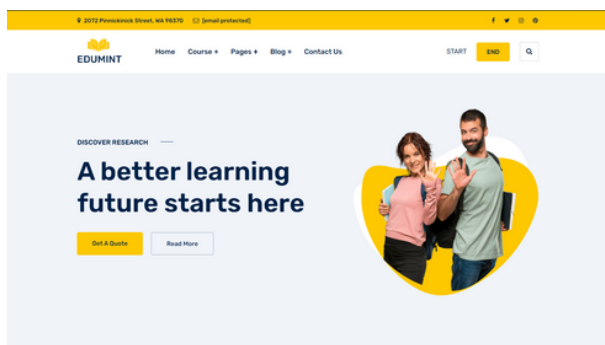 2072 Pinnickinick Street, WA 98370 [email protected]
EDUMINT
Home Course + Pages + Blog + Contact Us START END
DISCOVER RESEARCH
A better learning
future starts here
Get A Quote Read More